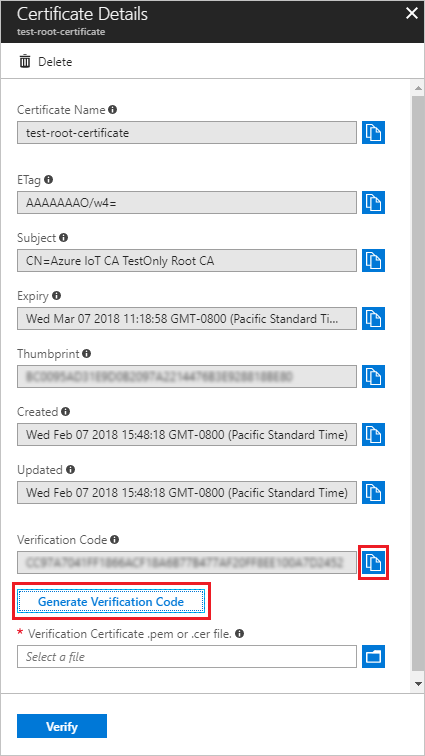 Certificate Details
test-root-certificate
Delete
Certificate Name
test-root-certificate
ETag
AAAAAAAO/w4=
Subject
CN=Azure IoT CA TestOnly Root CA
Expiry
Wed Mar 07 2018 11:18:58 GMT-0800 (Pacific Standard Ti...
Thumbprint
Created
Wed Feb 07 2018 15:48:18 GMT-0800 (Pacific Standard Time)
Updated
Wed Feb 07 2018 15:48:18 GMT-0800 (Pacific Standard Time)
Verification Code
Generate Verification Code
* Verification Certificate .pem or .cer file.
Select a file
Verify